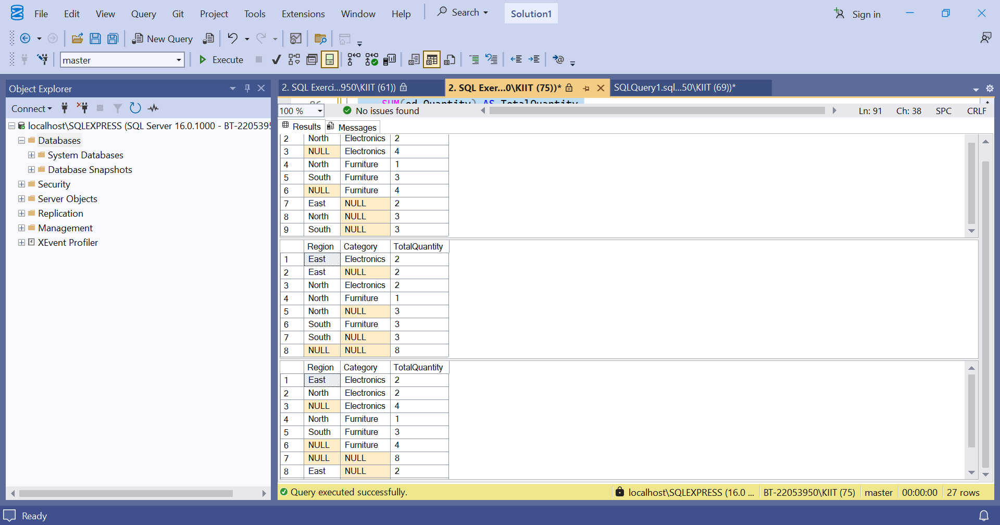 File Edit View Query Git Project Tools Extensions Window Help Search Solution1 Sign in
New Query
master Execute
Object Explorer
Connect
localhost\SQLEXPRESS (SQL Server 16.0.1000 - BT-2205395
Databases
System Databases
Database Snapshots
Security
Server Objects
Replication
Management
XEvent Profiler
2. SQL Exerci...950\KIIT (61)) 2. SQL Exer...0\KIIT (75))* SQLQuery1.sql...50\KIIT (69))*
86 SUM(od.Quantity) AS TotalQuantity
100 % No issues found Ln: 91 Ch: 38 SPC CRLF
Results Messages
2 North Electronics 2
3 NULL Electronics 4
4 North Furniture 1
5 South Furniture 3
6 NULL Furniture 4
7 East NULL 2
8 North NULL 3
9 South NULL 3
Region Category TotalQuantity
1 East Electronics 2
2 East NULL 2
3 North Electronics 2
4 North Furniture 1
5 North NULL 3
6 South Furniture 3
7 South NULL 3
8 NULL NULL 8
Region Category TotalQuantity
1 East Electronics 2
2 North Electronics 2
3 NULL Electronics 4
4 North Furniture 1
5 South Furniture 3
6 NULL Furniture 4
7 NULL NULL 8
8 East NULL 2
Query executed successfully. localhost\SQLEXPRESS (16.0 ... BT-22053950\KIIT (75) master 00:00:00 27 rows
Ready